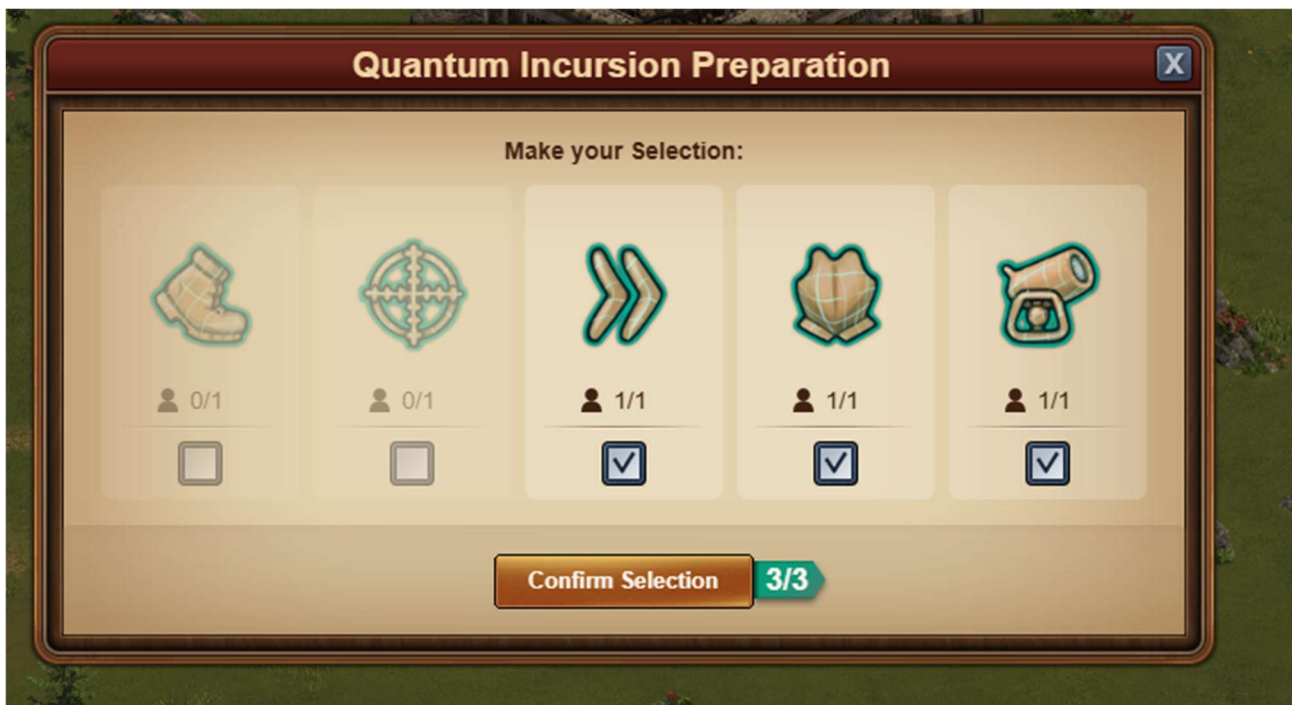 Quantum Incursion Preparation
X
Make your Selection:
0/1 0/1 1/1 1/1 1/1
Confirm Selection 3/3